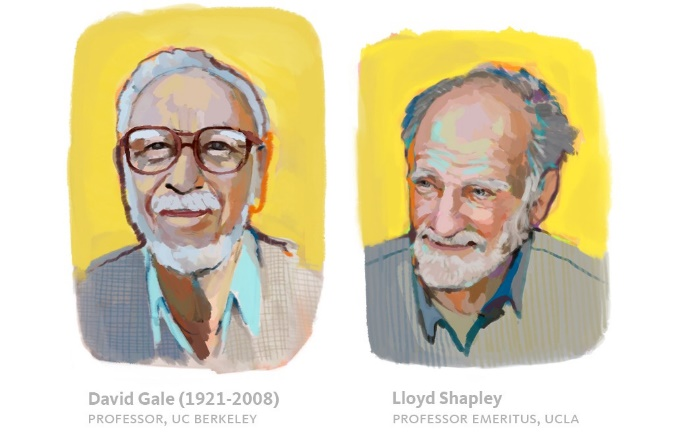 David Gale (1921-2008)
PROFESSOR, UC BERKELEY
Lloyd Shapley
PROFESSOR EMERITUS, UCLA